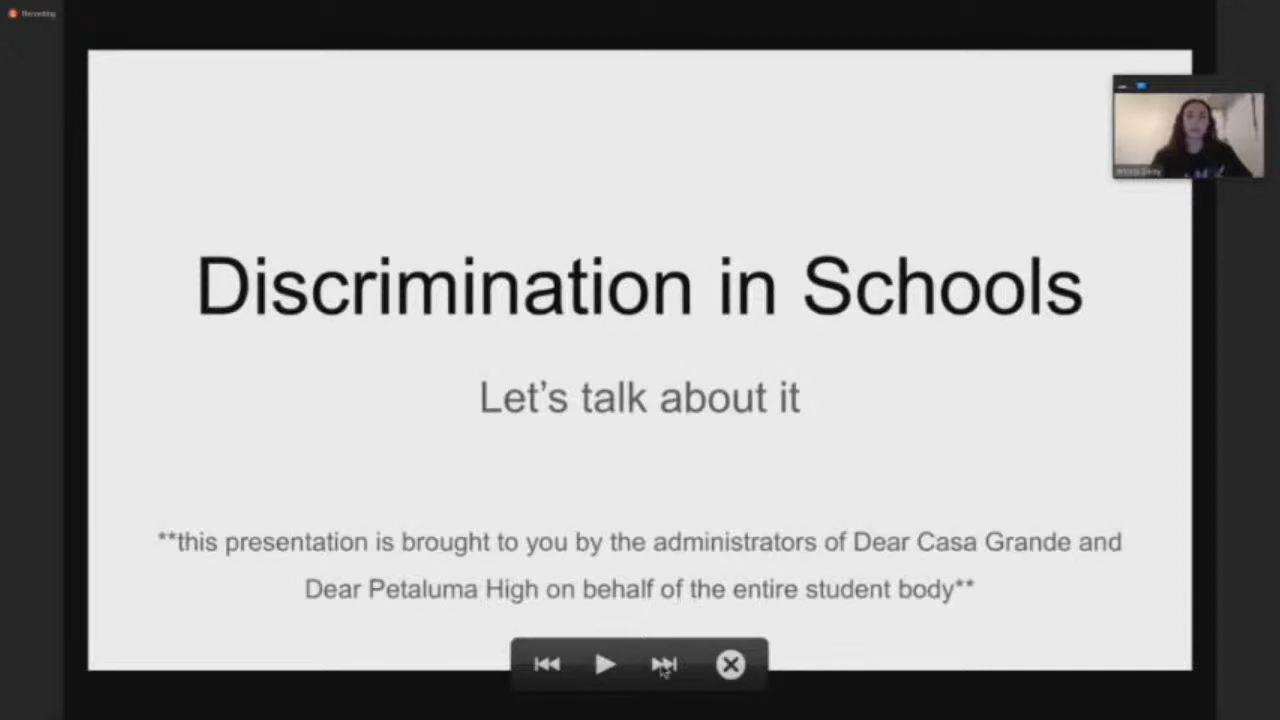 Recording
Discrimination in Schools
Let's talk about it
**this presentation is brought to you by the administrators of Dear Casa Grande and
Dear Petaluma High on behalf of the entire student body**